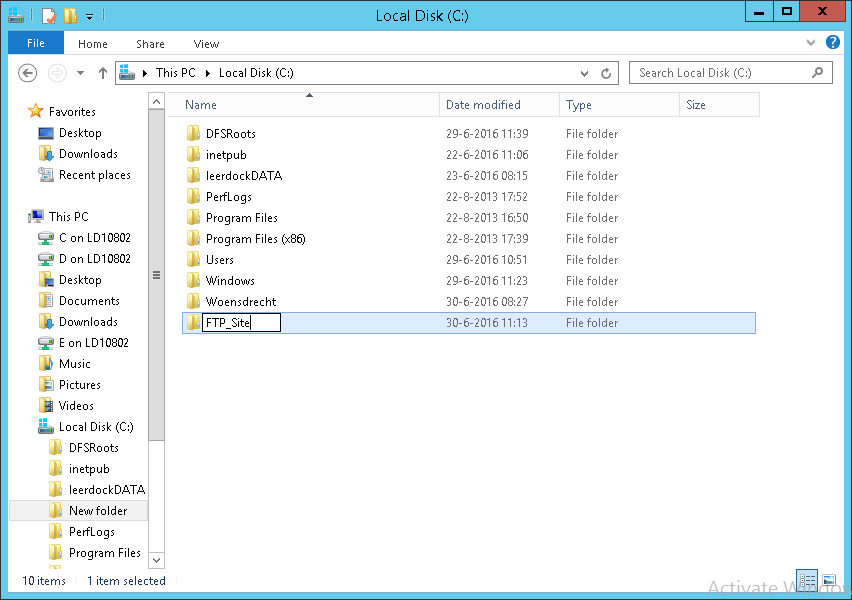 Local Disk (C:)
File Home Share View
This PC Local Disk (C:) Search Local Disk (C:)
Name Date modified Type Size
Favorites
Desktop
Downloads
Recent places
This PC
C on LD10802
D on LD10802
Desktop
Documents
Downloads
E on LD10802
Music
Pictures
Videos
Local Disk (C:)
DFSRoots
inetpub
leerdockDATA
New folder
PerfLogs
Program Files
DFSRoots 29-6-2016 11:39 File folder
inetpub 22-6-2016 11:06 File folder
leerdockDATA 23-6-2016 08:15 File folder
PerfLogs 22-8-2013 17:52 File folder
Program Files 22-8-2013 16:50 File folder
Program Files (x86) 22-8-2013 17:39 File folder
Users 29-6-2016 10:51 File folder
Windows 29-6-2016 11:23 File folder
Woensdrecht 30-6-2016 08:27 File folder
FTP_Site 30-6-2016 11:13 File folder
10 items 1 item selected
Activate Window